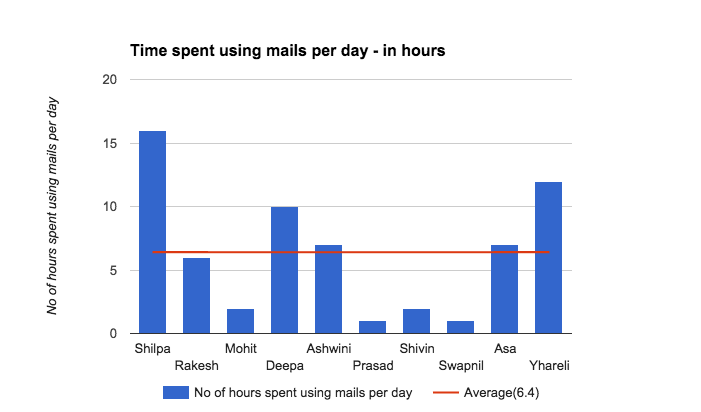 Time spent using mails per day - in hours
No of hours spent using mails per day
20
15
10
5
0
Shilpa Mohit Ashwini Shivin Asa
Rakesh Deepa Prasad Swapnil Yhareli
No of hours spent using mails per day Average(6.4)